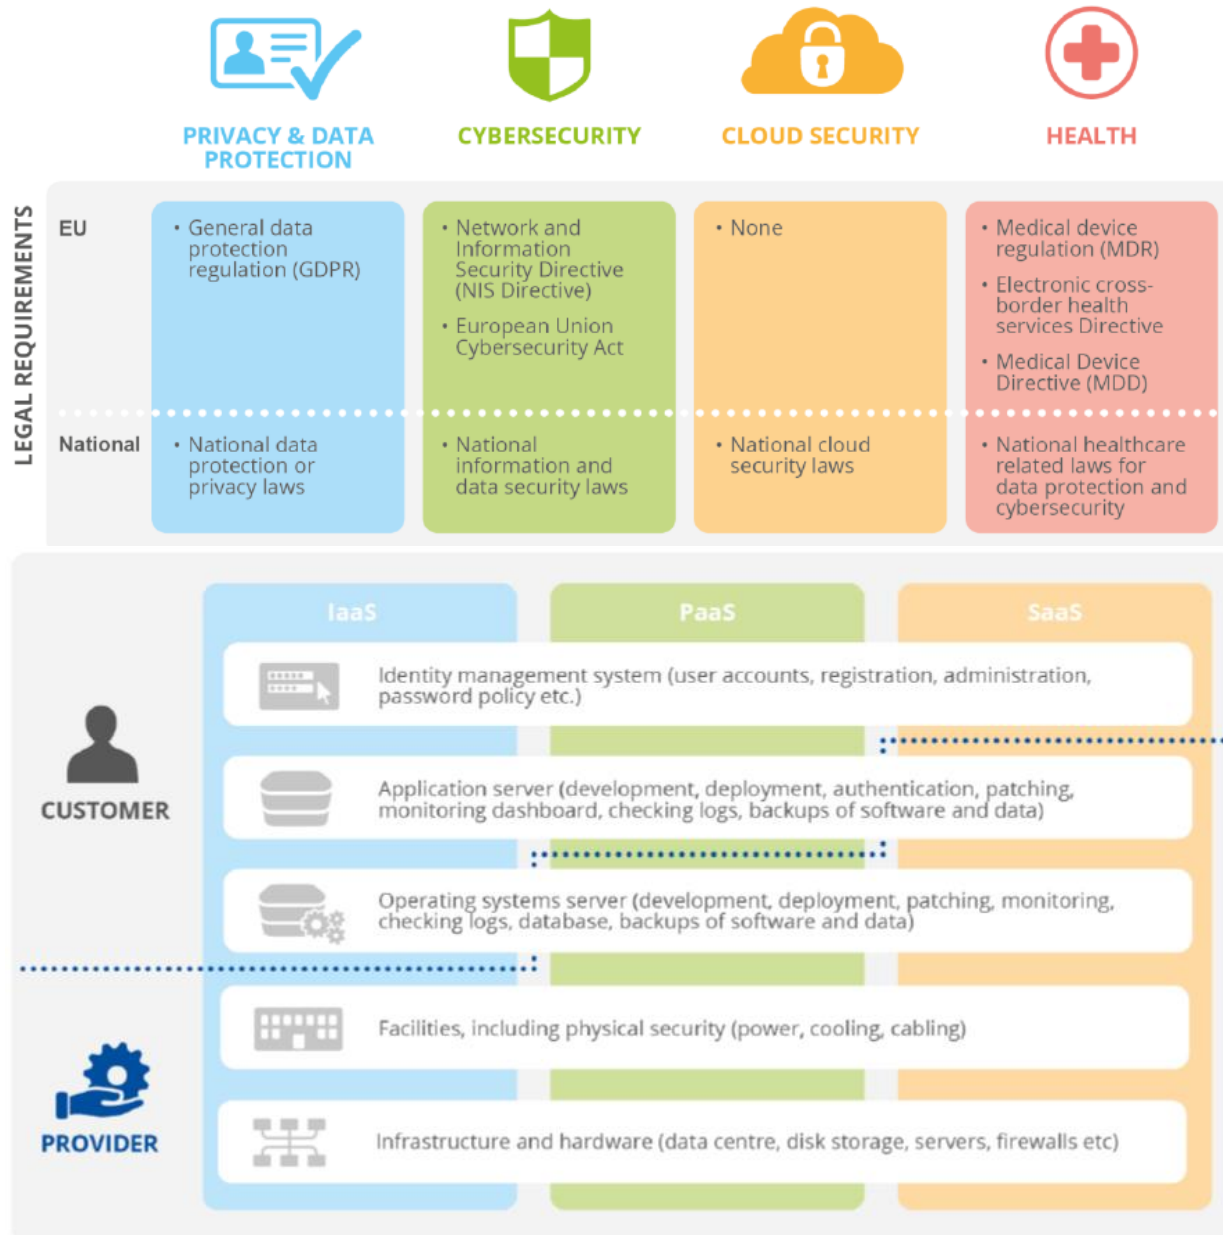 PRIVACY & DATA
PROTECTION
CYBERSECURITY
CLOUD SECURITY
HEALTH
LEGAL REQUIREMENTS
EU
• General data
protection
regulation (GDPR)
• Network and
Information
Security Directive
(NIS Directive)
• European Union
Cybersecurity Act
• None
• Medical device
regulation (MDR)
• Electronic cross-
border health
services Directive
• Medical Device
Directive (MDD)
National
• National data
protection or
privacy laws
• National
information and
data security laws
• National cloud
security laws
• National healthcare
related laws for
data protection and
cybersecurity
IaaS
PaaS
SaaS
CUSTOMER
Identity management system (user accounts, registration, administration,
password policy etc.)
Application server (development, deployment, authentication, patching,
monitoring dashboard, checking logs, backups of software and data)
Operating systems server (development, deployment, patching, monitoring,
checking logs, database, backups of software and data)
PROVIDER
Facilities, including physical security (power, cooling, cabling)
Infrastructure and hardware (data centre, disk storage, servers, firewalls etc)